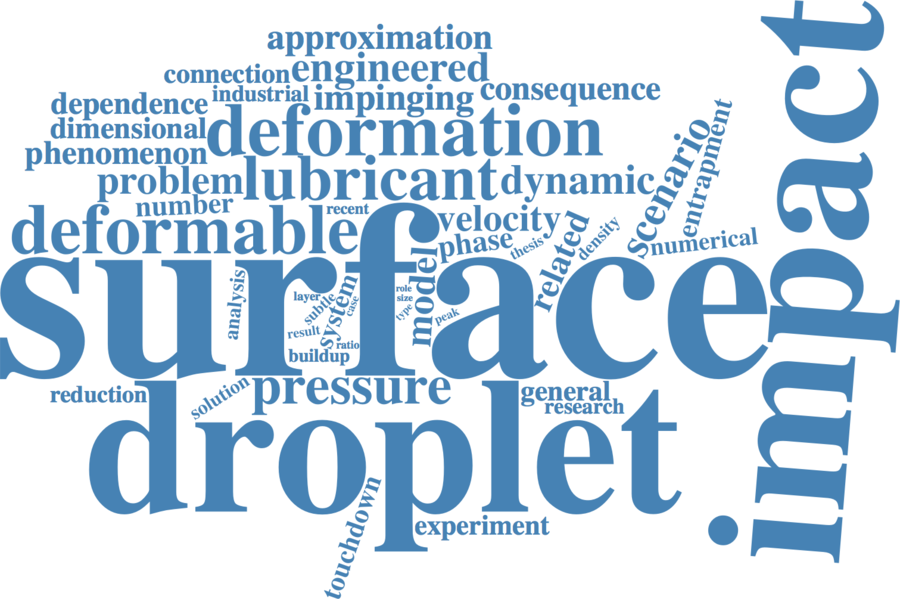 approximation
connection
engineered
industrial
impinging
consequence
dependence
dimensional
deformation
phenomenon
problem
lubricant
dynamic
scenario
entrapment
impact
number
recent
deformable
velocity
phase
thesis
related
density
numerical
surface
analysis
layer
subtle
system
case
role
size
type
model
peak
result
ratio
buildup
reduction
solution
pressure
general
research
droplet
touchdown
experiment